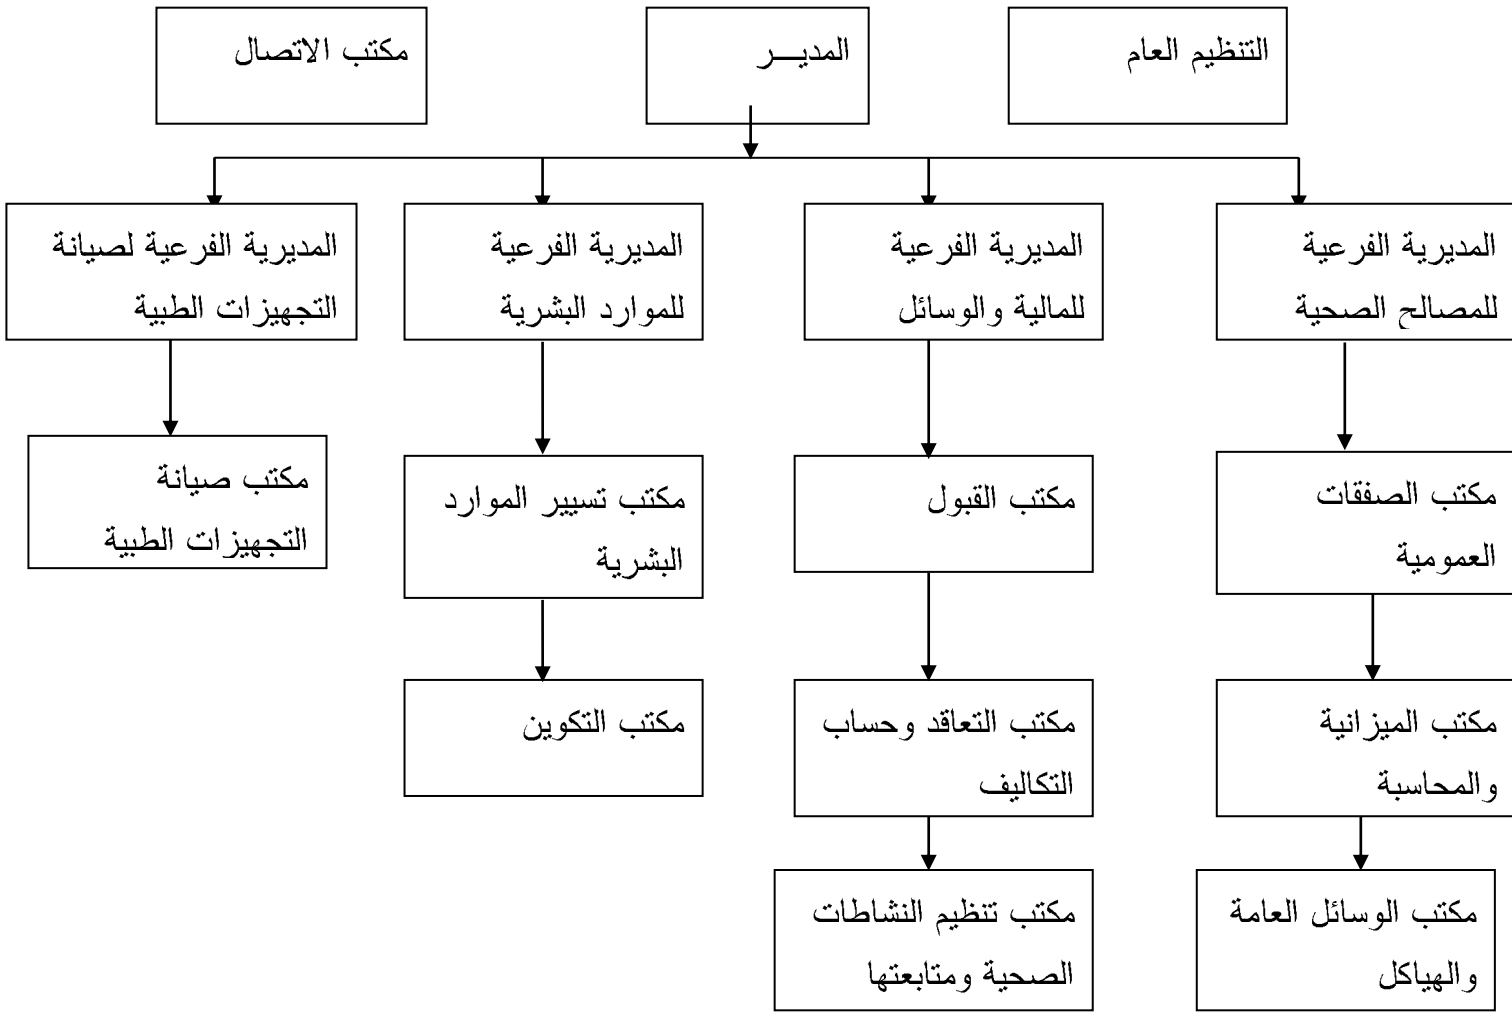 التنظيم العام
المديـــر
مكتب الاتصال
المديرية الفرعية
للمصالح الصحية
المديرية الفرعية
للمالية والوسائل
المديرية الفرعية
للموارد البشرية
المديرية الفرعية لصيانة
التجهيزات الطبية
مكتب الصفقات
العمومية
مكتب القبول
مكتب تسيير الموارد
البشرية
مكتب صيانة
التجهيزات الطبية
مكتب الميزانية
والمحاسبة
مكتب التعاقد وحساب
التكاليف
مكتب التكوين
مكتب الوسائل العامة
والهياكل
مكتب تنظيم النشاطات
الصحية ومتابعتها